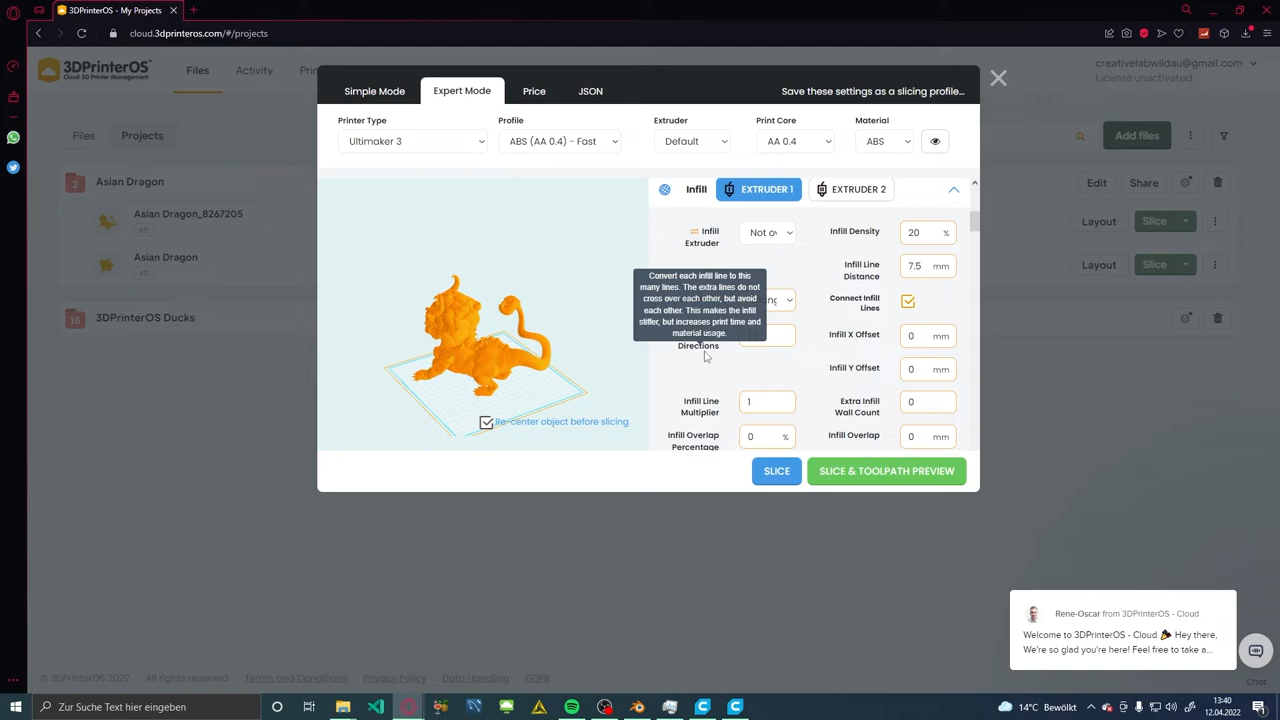 3DPrinterOS - My Projects
cloud.3dprinteros.com/#/projects
3DPrinterOS™
Cloud 3D Printer Management
Files
Activity
creativelabwildau@gmail.com
License unactivated
Simple Mode
Expert Mode
Price
JSON
Save these settings as a slicing profile...
Printer Type
Profile
Extruder
Print Core
Material
Ultimaker 3
ABS (AA 0.4) - Fast
Default
AA 0.4
ABS
Files
Projects
Add files
2
Asian Dragon
Edit
Share
Asian Dragon_8267205
stl
Layout
Slice
Asian Dragon
stl
Layout
Slice
15
3DPrinterOS Ducks
Infill
EXTRUDER 1
EXTRUDER 2
Infill
Extruder
Infill Density
20 %
Infill Line
Distance
7.5 mm
Convert each infill line to this
many lines. The extra lines do not
cross over each other, but avoid
each other. This makes the infill
stiffer, but increases print time and
material usage.
Connect Infill
Lines
Directions
Infill X Offset
0 mm
Infill Y Offset
0 mm
Infill Line
Multiplier
1
Extra Infill
Wall Count
0
Infill Overlap
Percentage
0 %
Infill Overlap
0 mm
Re-center object before slicing
SLICE
SLICE & TOOLPATH PREVIEW
Rene-Oscar from 3DPrinterOS - Cloud
Welcome to 3DPrinterOS - Cloud 🎉 Hey there,
We're so glad you're here! Feel free to take a...
Chat
© 3DPrinterOS 2022
All rights reserved
Terms and Conditions
Privacy Policy
Data Handling
GDPR
Zur Suche Text hier eingeben
14°C Bewölkt
13:40
12.04.2022